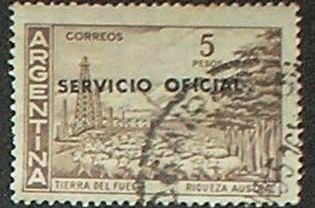 CORREOS
5
PESOS
ARGENTINA
SERVICIO OFICIAL
TIERRA DEL FUEGO
RIQUEZA AUSTRAL